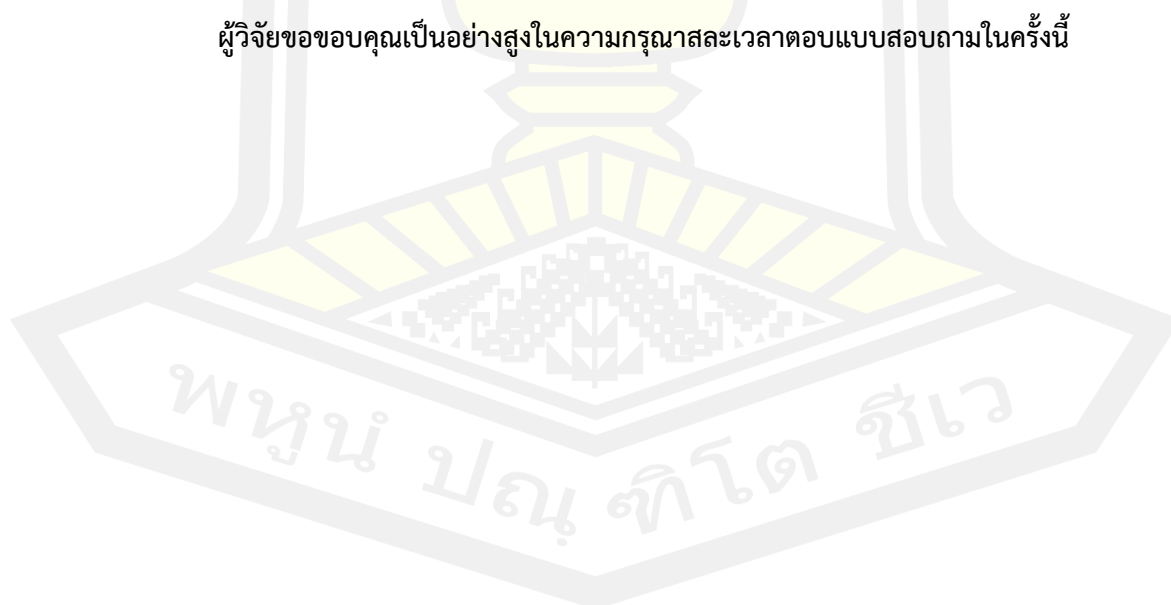 ผู้วิจัยขอขอบคุณเป็นอย่างสูงในความกรุณาสละเวลาตอบแบบสอบถามในครั้งนี้
พหูนํ ปณฺฑิโต ชีเว